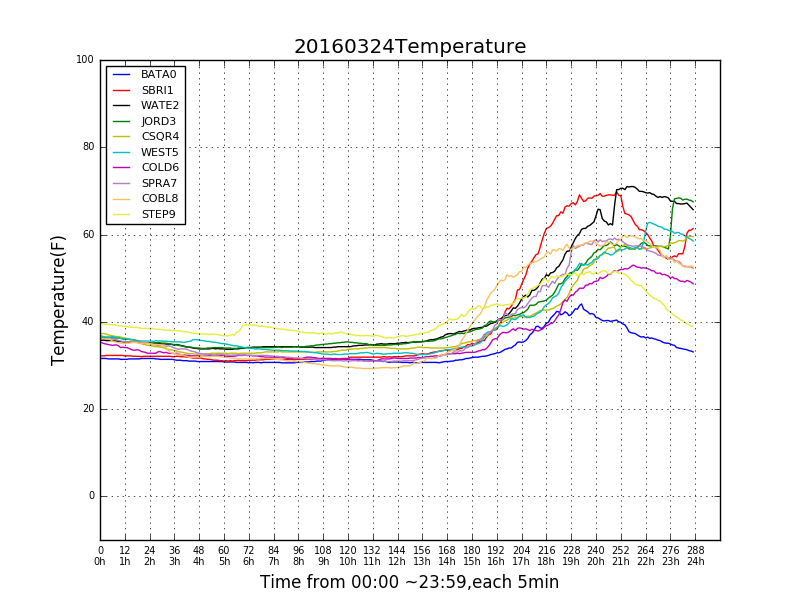 20160324Temperature
100
80
60
40
20
0
Temperature(F)
BATA0
SBRI1
WATE2
JORD3
CSQR4
WEST5
COLD6
SPRA7
COBL8
STEP9
0 12 24 36 48 60 72 84 96 108 120 132 144 156 168 180 192 204 216 228 240 252 264 276 288
0h 1h 2h 3h 4h 5h 6h 7h 8h 9h 10h 11h 12h 13h 14h 15h 16h 17h 18h 19h 20h 21h 22h 23h 24h
Time from 00:00 ~23:59,each 5min